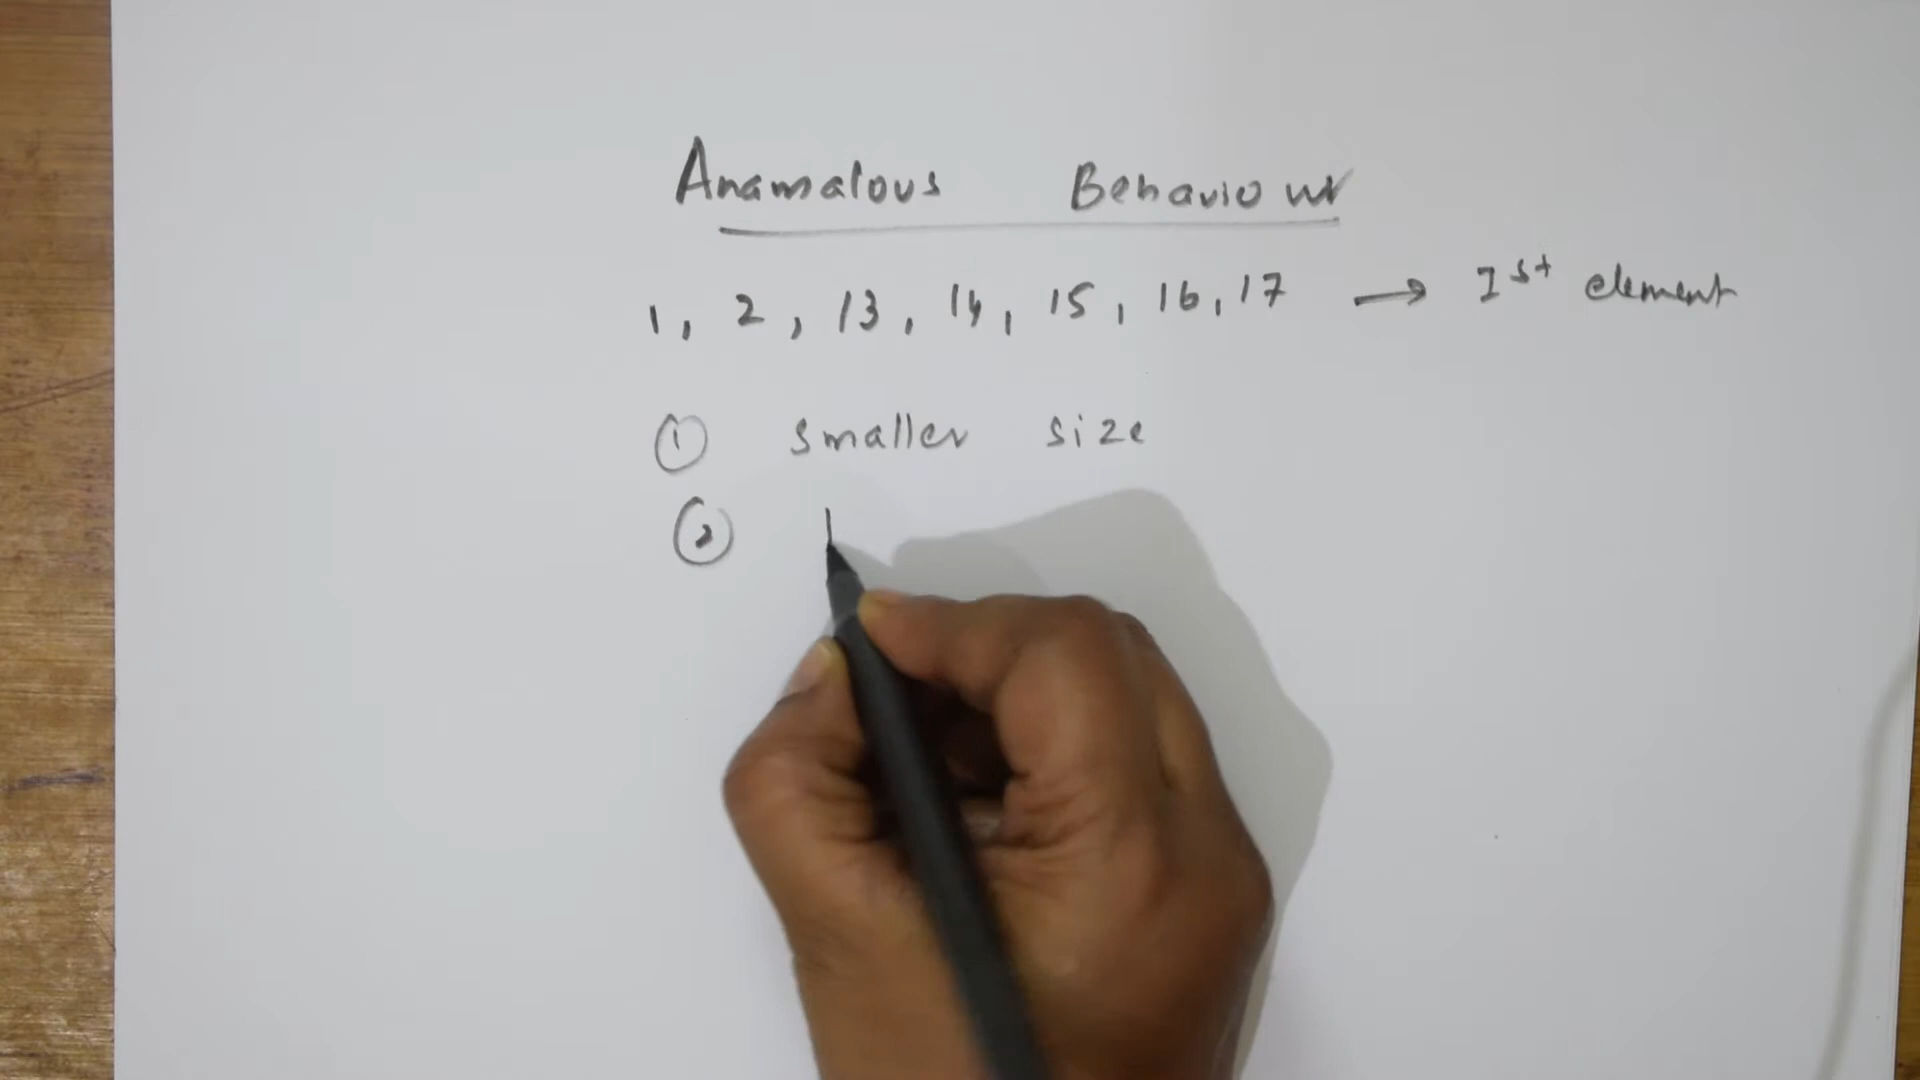 Anamalous Behaviour
1, 2, 13, 14, 15, 16, 17 → Ist element
① smaller size
②